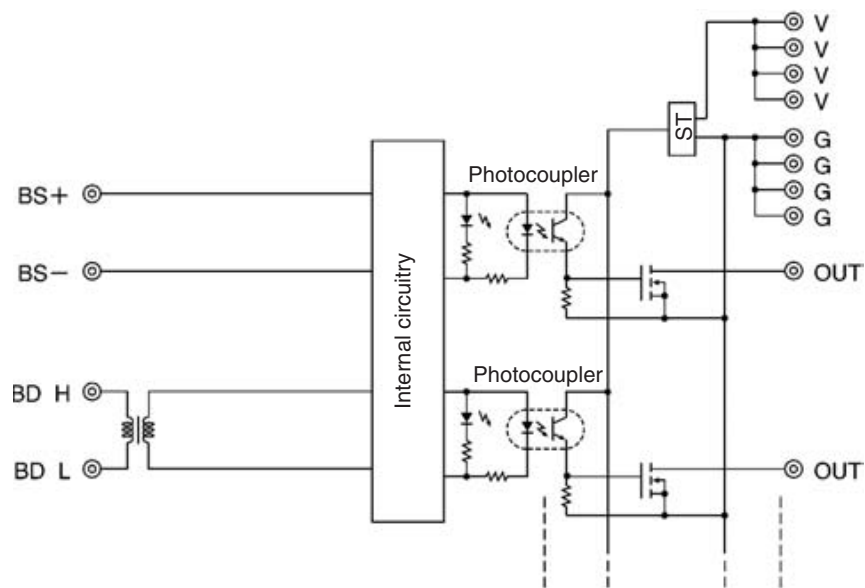 V
V
V
V
ST
G
G
G
G
Photocoupler
BS+
BS−
OUT
Internal circuitry
Photocoupler
BD H
BD L
OUT